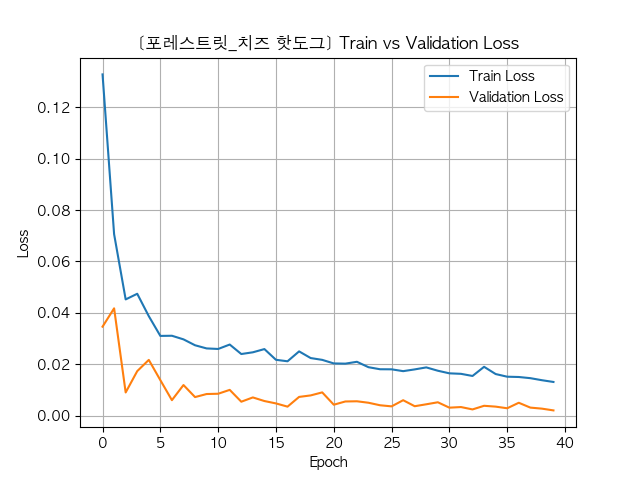 [포레스트릿_치즈 핫도그] Train vs Validation Loss
Train Loss
Validation Loss
0.12
0.10
0.08
0.06
0.04
0.02
0.00
Loss
0 5 10 15 20 25 30 35 40
Epoch